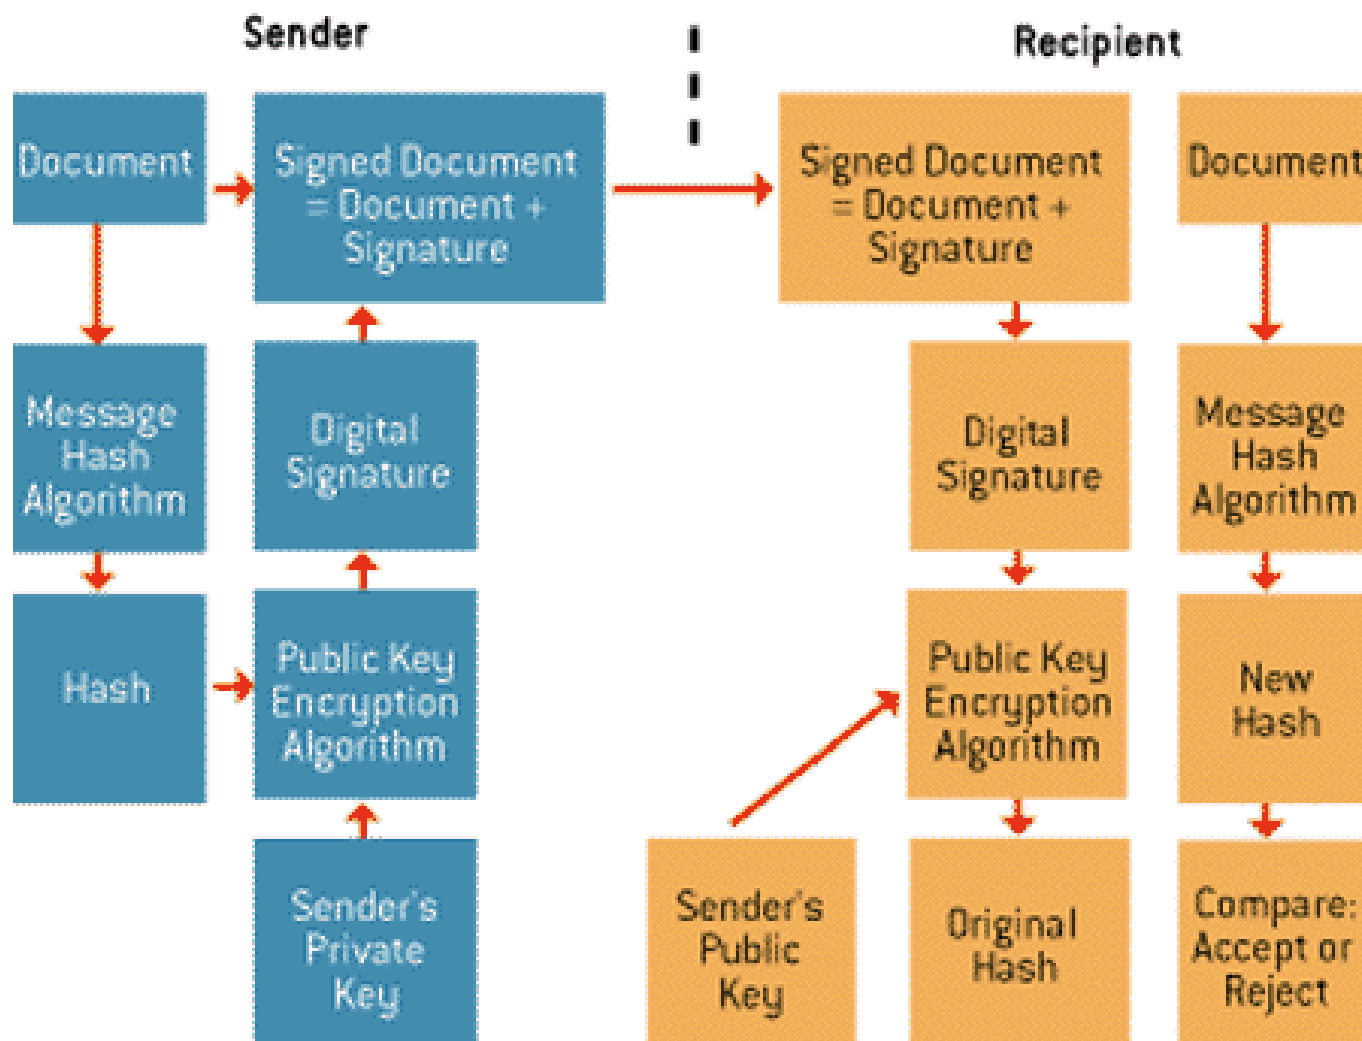 Sender
Recipient
Document
Signed Document
= Document +
Signature
Signed Document
= Document +
Signature
Document
Message
Hash
Algorithm
Digital
Signature
Digital
Signature
Message
Hash
Algorithm
Hash
Public Key
Encryption
Algorithm
Public Key
Encryption
Algorithm
New
Hash
Sender's
Private
Key
Sender's
Public
Key
Original
Hash
Compare:
Accept or
Reject